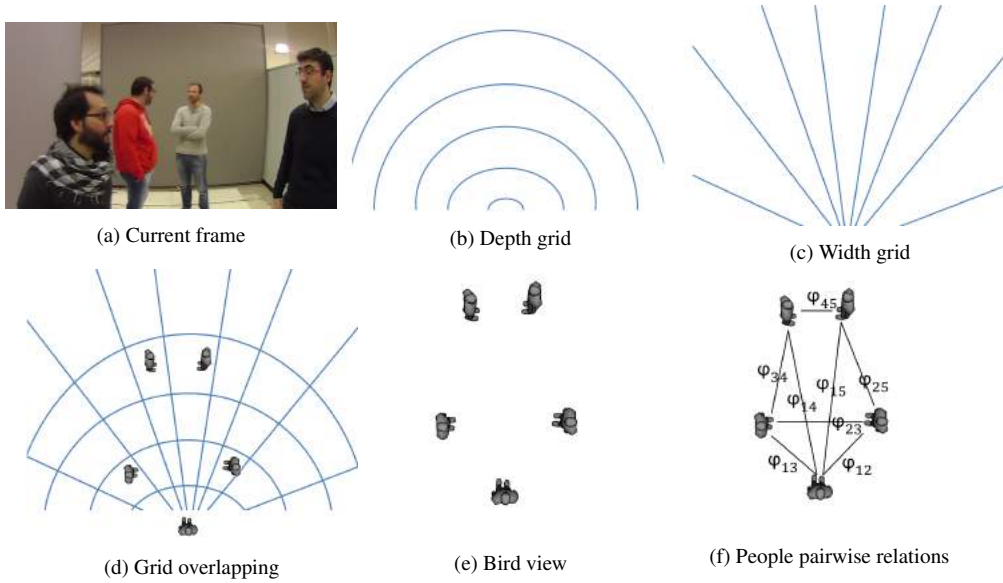 (a) Current frame
(b) Depth grid
(c) Width grid
(d) Grid overlapping
(e) Bird view
φ45
φ34
φ14
φ15
φ25
φ23
φ13
φ12
(f) People pairwise relations